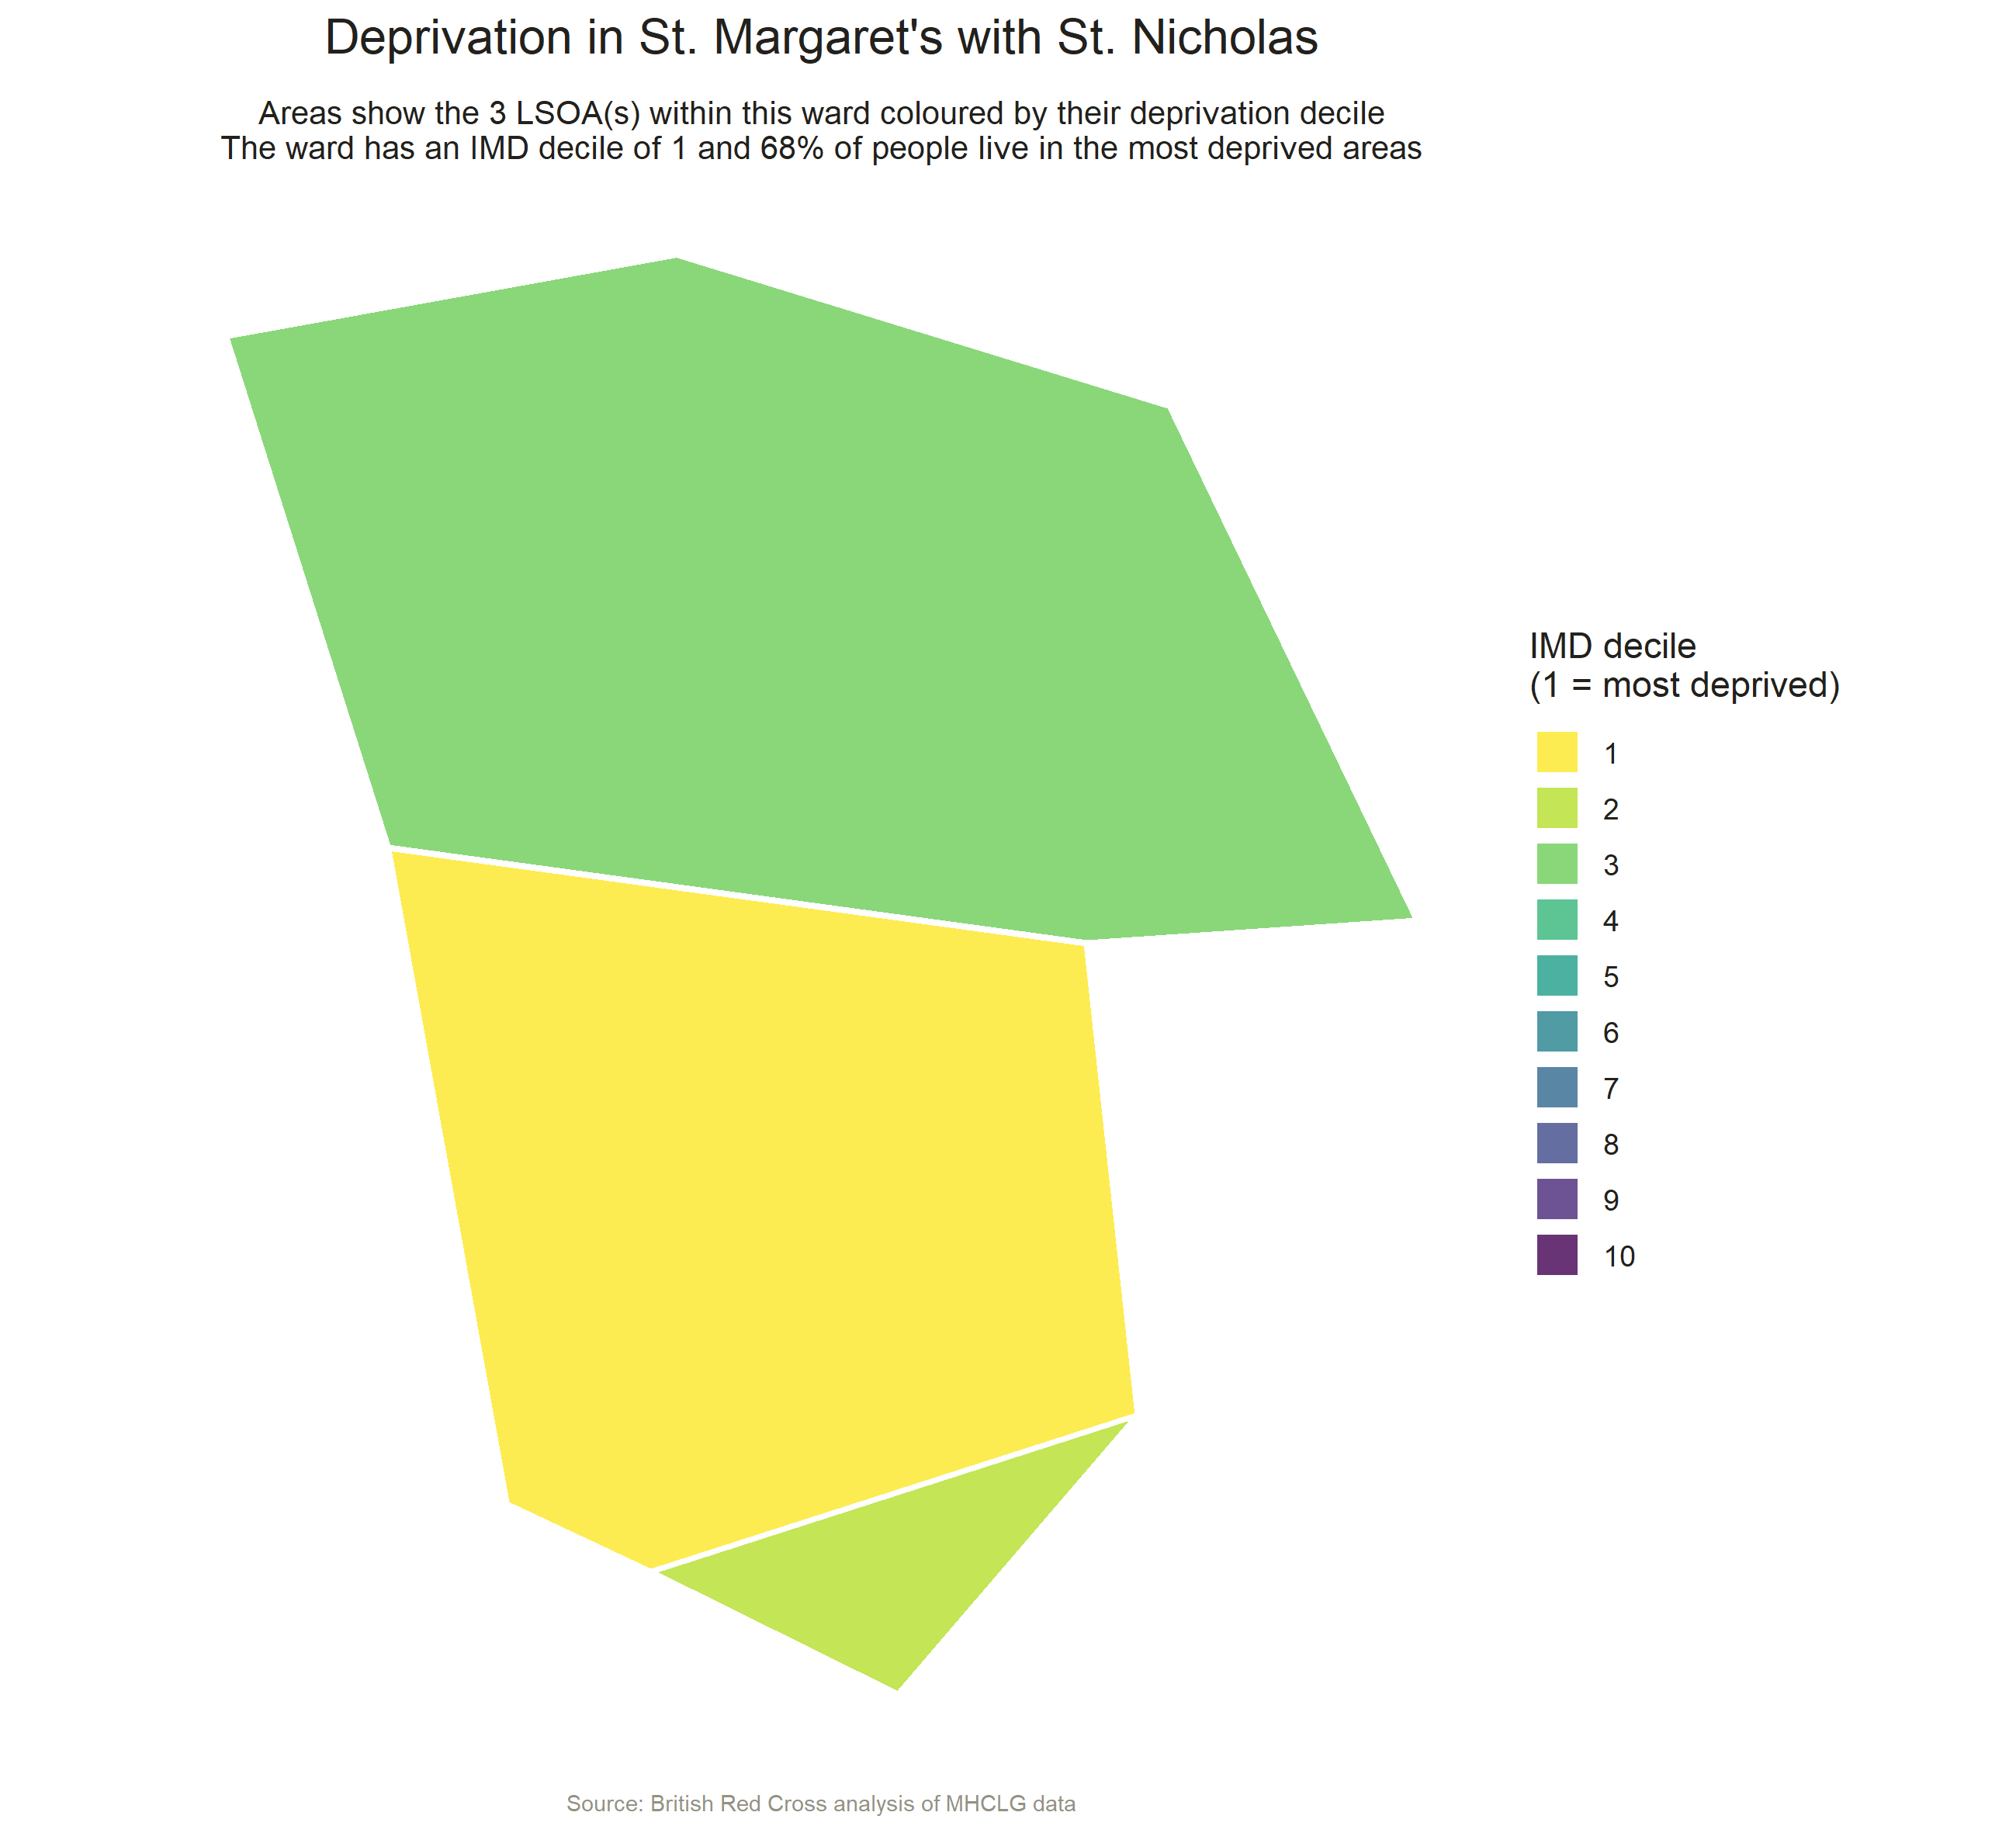 Deprivation in St. Margaret's with St. Nicholas
Areas show the 3 LSOA(s) within this ward coloured by their deprivation decile
The ward has an IMD decile of 1 and 68% of people live in the most deprived areas
IMD decile
(1 = most deprived)
1
2
3
4
5
6
7
8
9
10
Source: British Red Cross analysis of MHCLG data